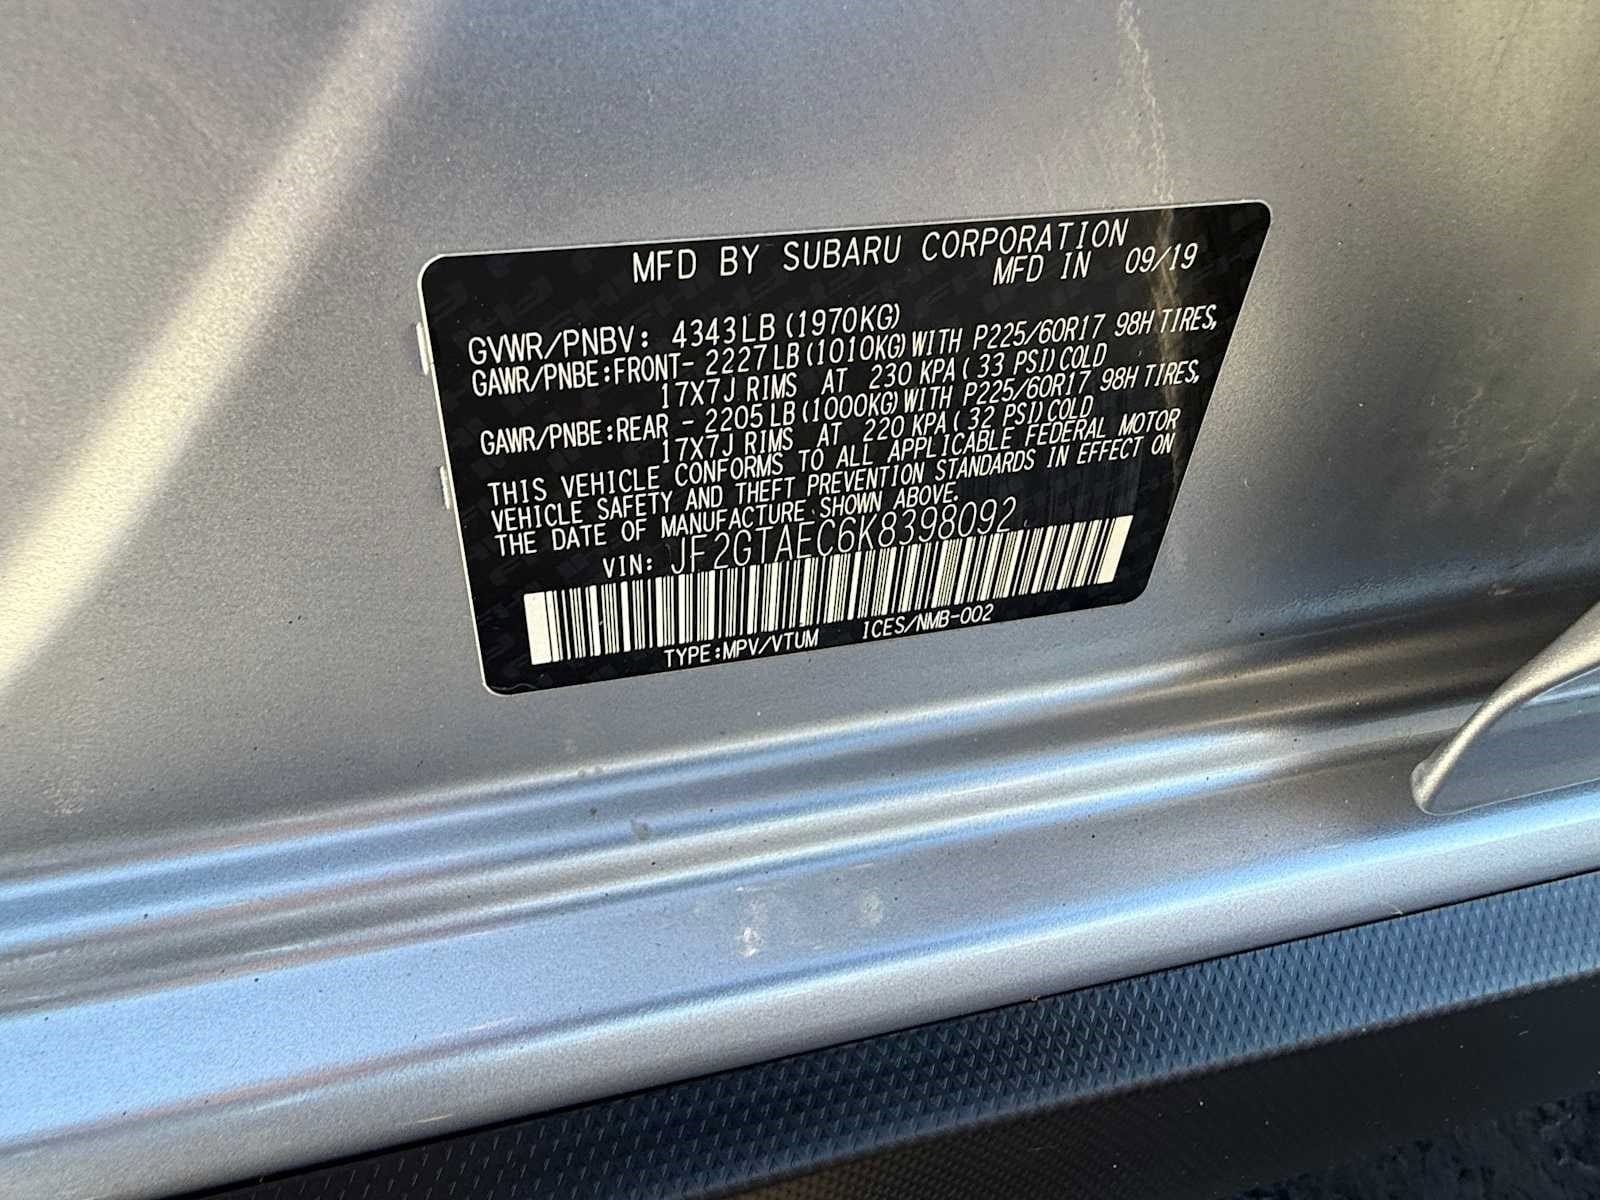 MFD BY SUBARU CORPORATION
MFD IN 09/19
GVWR/PNBV: 4343LB(1970KG)
GAWR/PNBE:FRONT- 2227LB(1010KG)WITH P225/60R17 98H TIRES,
17X7J RIMS AT 230 KPA(33 PSI)COLD
GAWR/PNBE:REAR - 2205LB(1000KG)WITH P225/60R17 98H TIRES,
17X7J RIMS AT 220 KPA(32 PSI)COLD
THIS VEHICLE CONFORMS TO ALL APPLICABLE FEDERAL MOTOR
VEHICLE SAFETY AND THEFT PREVENTION STANDARDS IN EFFECT ON
THE DATE OF MANUFACTURE SHOWN ABOVE.
VIN: JF2GTAEC6K8398092
TYPE:MPV/VTUM ICES/NMB-002